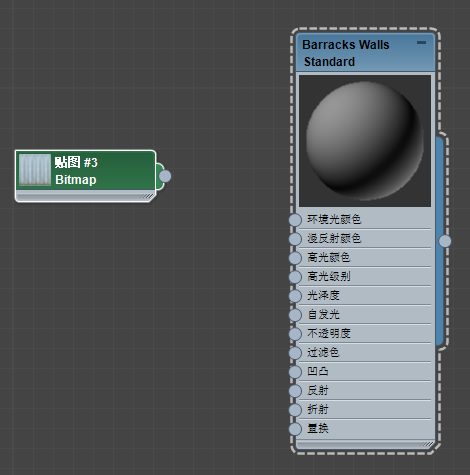 贴图 #3
Bitmap
Barracks Walls
Standard
环境光颜色
漫反射颜色
高光颜色
高光级别
光泽度
自发光
不透明度
过滤色
凹凸
反射
折射
置换